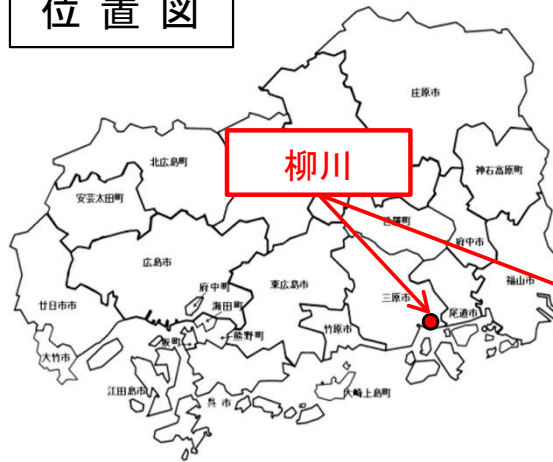 位置図
庄原市
北広島町
柳川
神石高原町
安芸太田町
世羅町
府中市
広島市
福山市
府中町
東広島市
三原市
海田町
尾道市
廿日市市
坂町
熊野町
竹原市
大竹市
江田島市
大崎上島町
呉市